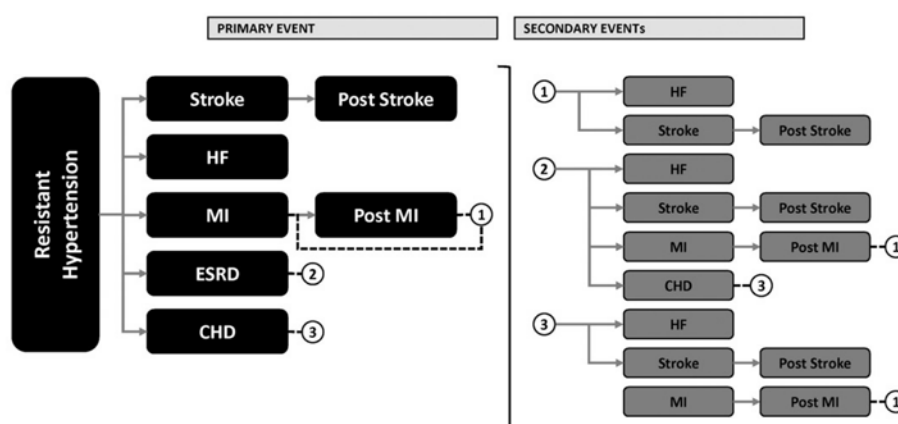 PRIMARY EVENT
SECONDARY EVENTs
Resistant
Hypertension
Stroke
Post Stroke
HF
MI
Post MI
1
ESRD
2
CHD
3
1
HF
Stroke
Post Stroke
2
HF
Stroke
Post Stroke
MI
Post MI
1
CHD
3
3
HF
Stroke
Post Stroke
MI
Post MI
1